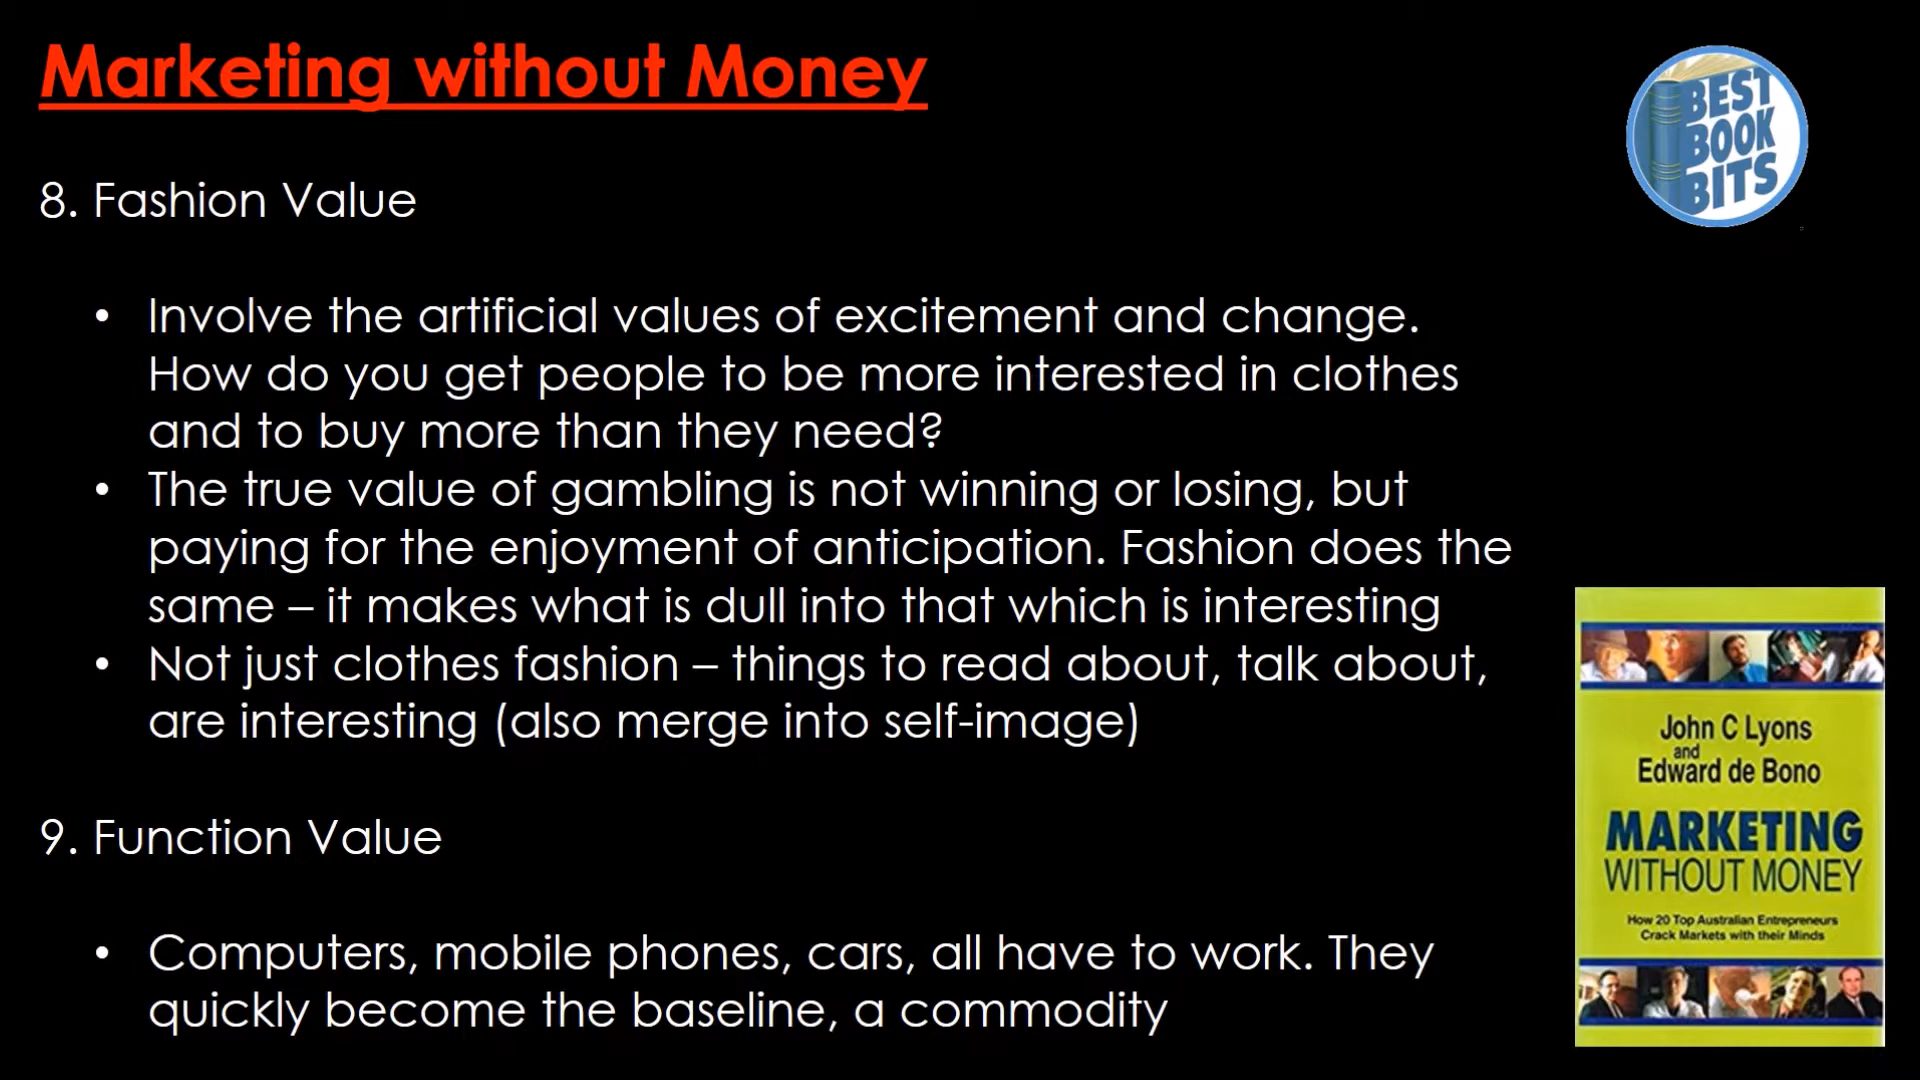 Marketing without Money
BEST
BOOK
BITS
8. Fashion Value
• Involve the artificial values of excitement and change.
How do you get people to be more interested in clothes
and to buy more than they need?
• The true value of gambling is not winning or losing, but
paying for the enjoyment of anticipation. Fashion does the
same – it makes what is dull into that which is interesting
• Not just clothes fashion – things to read about, talk about,
are interesting (also merge into self-image)
9. Function Value
• Computers, mobile phones, cars, all have to work. They
quickly become the baseline, a commodity
John C Lyons
and
Edward de Bono
MARKETING
WITHOUT MONEY
How 20 Top Australian Entrepreneurs
Crack Markets with their Minds